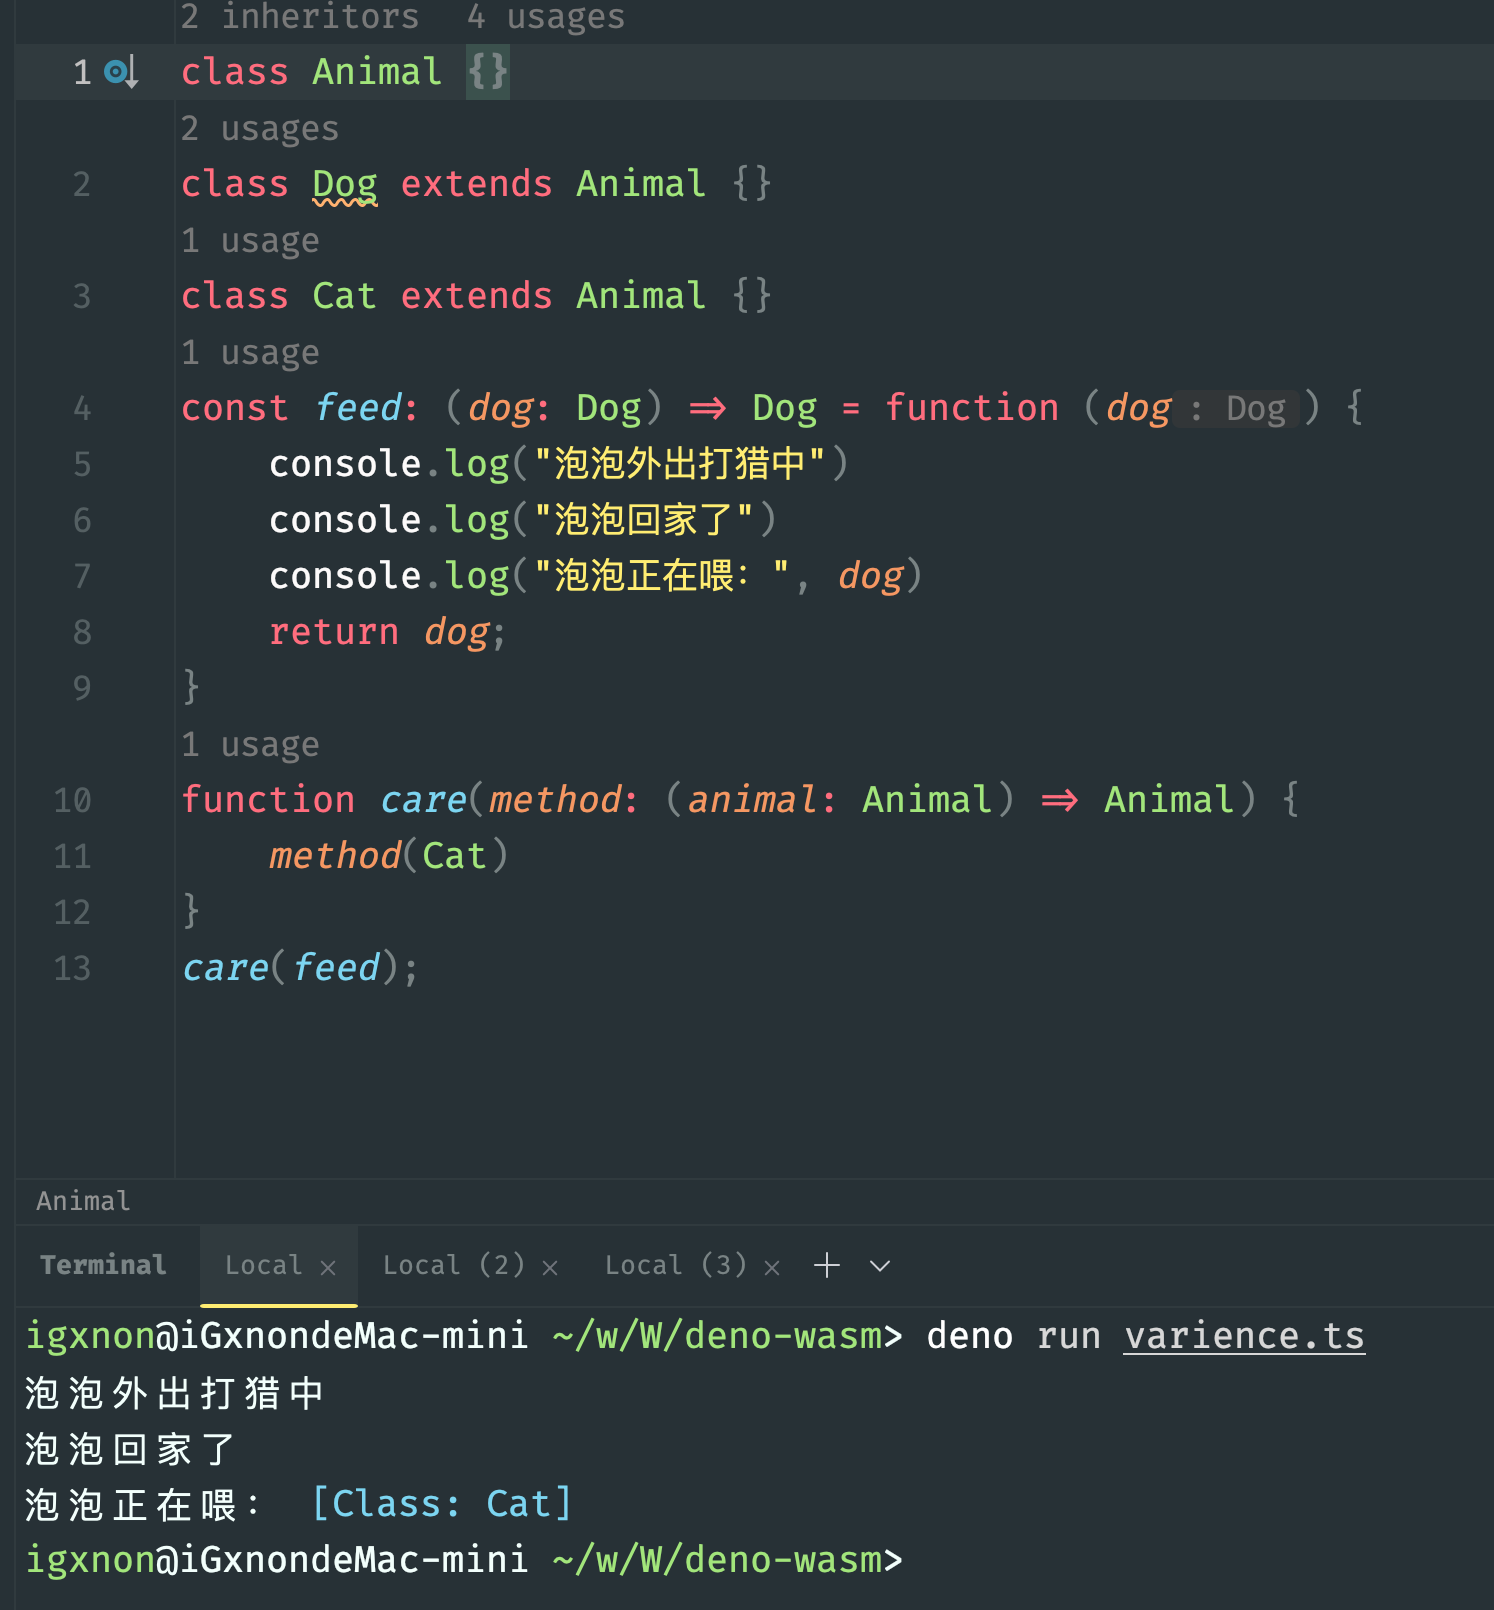 2 inheritors 4 usages
1 class Animal {}
2 usages
2 class Dog extends Animal {}
1 usage
3 class Cat extends Animal {}
1 usage
4 const feed: (dog: Dog) => Dog = function (dog : Dog ) {
5 console.log("泡泡外出打猎中")
6 console.log("泡泡回家了")
7 console.log("泡泡正在喂：", dog)
8 return dog;
9 }
1 usage
10 function care(method: (animal: Animal) => Animal) {
11 method(Cat)
12 }
13 care(feed);
Animal
Terminal Local × Local (2) × Local (3) × +
igxnon@iGxnondeMac-mini ~/w/W/deno-wasm> deno run varience.ts
泡泡外出打猎中
泡泡回家了
泡泡正在喂： [Class: Cat]
igxnon@iGxnondeMac-mini ~/w/W/deno-wasm>